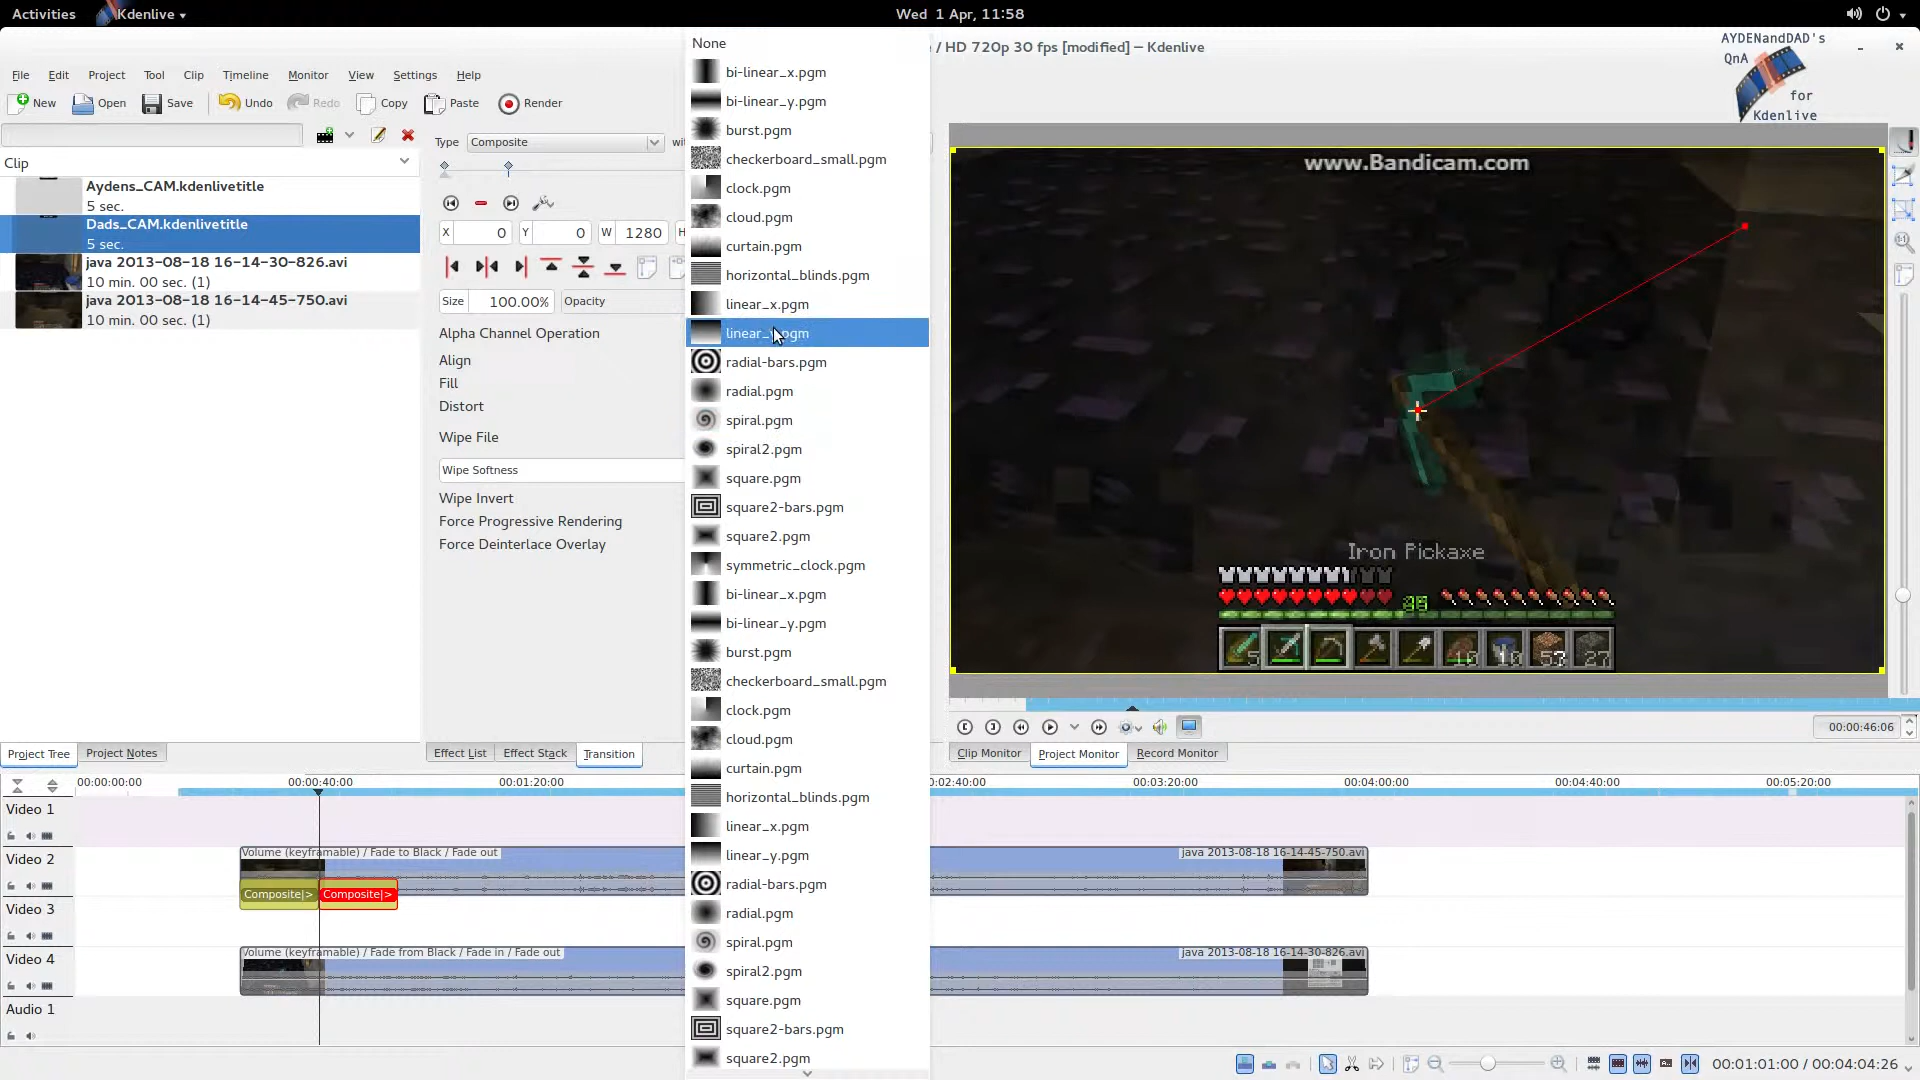 Activities
Kdenlive
Wed 1 Apr, 11:58
/ HD 720p 30 fps [modified] – Kdenlive
AYDENandDAD's
QnA
for
Kdenlive
File Edit Project Tool Clip Timeline Monitor View Settings Help
New Open Save Undo Redo Copy Paste Render
Clip
Aydens_CAM.kdenlivetitle
5 sec.
Dads_CAM.kdenlivetitle
5 sec.
java 2013-08-18 16-14-30-826.avi
10 min. 00 sec. (1)
java 2013-08-18 16-14-45-750.avi
10 min. 00 sec. (1)
Type Composite
X 0 Y 0 W 1280
Size 100.00% Opacity
Alpha Channel Operation
Align
Fill
Distort
Wipe File
Wipe Softness
Wipe Invert
Force Progressive Rendering
Force Deinterlace Overlay
None
bi-linear_x.pgm
bi-linear_y.pgm
burst.pgm
checkerboard_small.pgm
clock.pgm
cloud.pgm
curtain.pgm
horizontal_blinds.pgm
linear_x.pgm
radial-bars.pgm
radial.pgm
spiral.pgm
spiral2.pgm
square.pgm
square2-bars.pgm
square2.pgm
symmetric_clock.pgm
bi-linear_x.pgm
bi-linear_y.pgm
burst.pgm
checkerboard_small.pgm
clock.pgm
cloud.pgm
curtain.pgm
horizontal_blinds.pgm
linear_x.pgm
linear_y.pgm
radial-bars.pgm
radial.pgm
spiral.pgm
spiral2.pgm
square.pgm
square2-bars.pgm
square2.pgm
www.Bandicam.com
Iron Pickaxe
5 10 10 53 27
00:00:46:06
Project Tree Project Notes
Effect List Effect Stack Transition
Clip Monitor Project Monitor Record Monitor
00:00:00:00 00:00:40:00 00:01:20:00 00:02:40:00 00:03:20:00 00:04:00:00 00:04:40:00 00:05:20:00
Video 1
Video 2
Volume (keyframable) / Fade to Black / Fade out
java 2013-08-18 16-14-45-750.avi
Composite|> Composite|>
Video 3
Video 4
Volume (keyframable) / Fade from Black / Fade in / Fade out
java 2013-08-18 16-14-30-826.avi
Audio 1
00:01:01:00 / 00:04:04:26